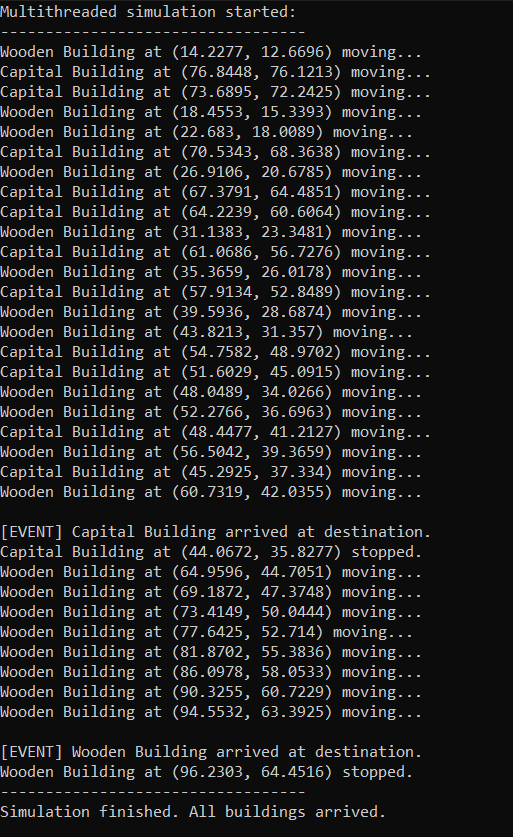 Multithreaded simulation started:
----------------------------------
Wooden Building at (14.2277, 12.6696) moving...
Capital Building at (76.8448, 76.1213) moving...
Capital Building at (73.6895, 72.2425) moving...
Wooden Building at (18.4553, 15.3393) moving...
Wooden Building at (22.683, 18.0089) moving...
Capital Building at (70.5343, 68.3638) moving...
Wooden Building at (26.9106, 20.6785) moving...
Capital Building at (67.3791, 64.4851) moving...
Capital Building at (64.2239, 60.6064) moving...
Wooden Building at (31.1383, 23.3481) moving...
Capital Building at (61.0686, 56.7276) moving...
Wooden Building at (35.3659, 26.0178) moving...
Capital Building at (57.9134, 52.8489) moving...
Wooden Building at (39.5936, 28.6874) moving...
Wooden Building at (43.8213, 31.357) moving...
Capital Building at (54.7582, 48.9702) moving...
Capital Building at (51.6029, 45.0915) moving...
Wooden Building at (48.0489, 34.0266) moving...
Wooden Building at (52.2766, 36.6963) moving...
Capital Building at (48.4477, 41.2127) moving...
Wooden Building at (56.5042, 39.3659) moving...
Capital Building at (45.2925, 37.334) moving...
Wooden Building at (60.7319, 42.0355) moving...

[EVENT] Capital Building arrived at destination.
Capital Building at (44.0672, 35.8277) stopped.
Wooden Building at (64.9596, 44.7051) moving...
Wooden Building at (69.1872, 47.3748) moving...
Wooden Building at (73.4149, 50.0444) moving...
Wooden Building at (77.6425, 52.714) moving...
Wooden Building at (81.8702, 55.3836) moving...
Wooden Building at (86.0978, 58.0533) moving...
Wooden Building at (90.3255, 60.7229) moving...
Wooden Building at (94.5532, 63.3925) moving...

[EVENT] Wooden Building arrived at destination.
Wooden Building at (96.2303, 64.4516) stopped.
----------------------------------
Simulation finished. All buildings arrived.